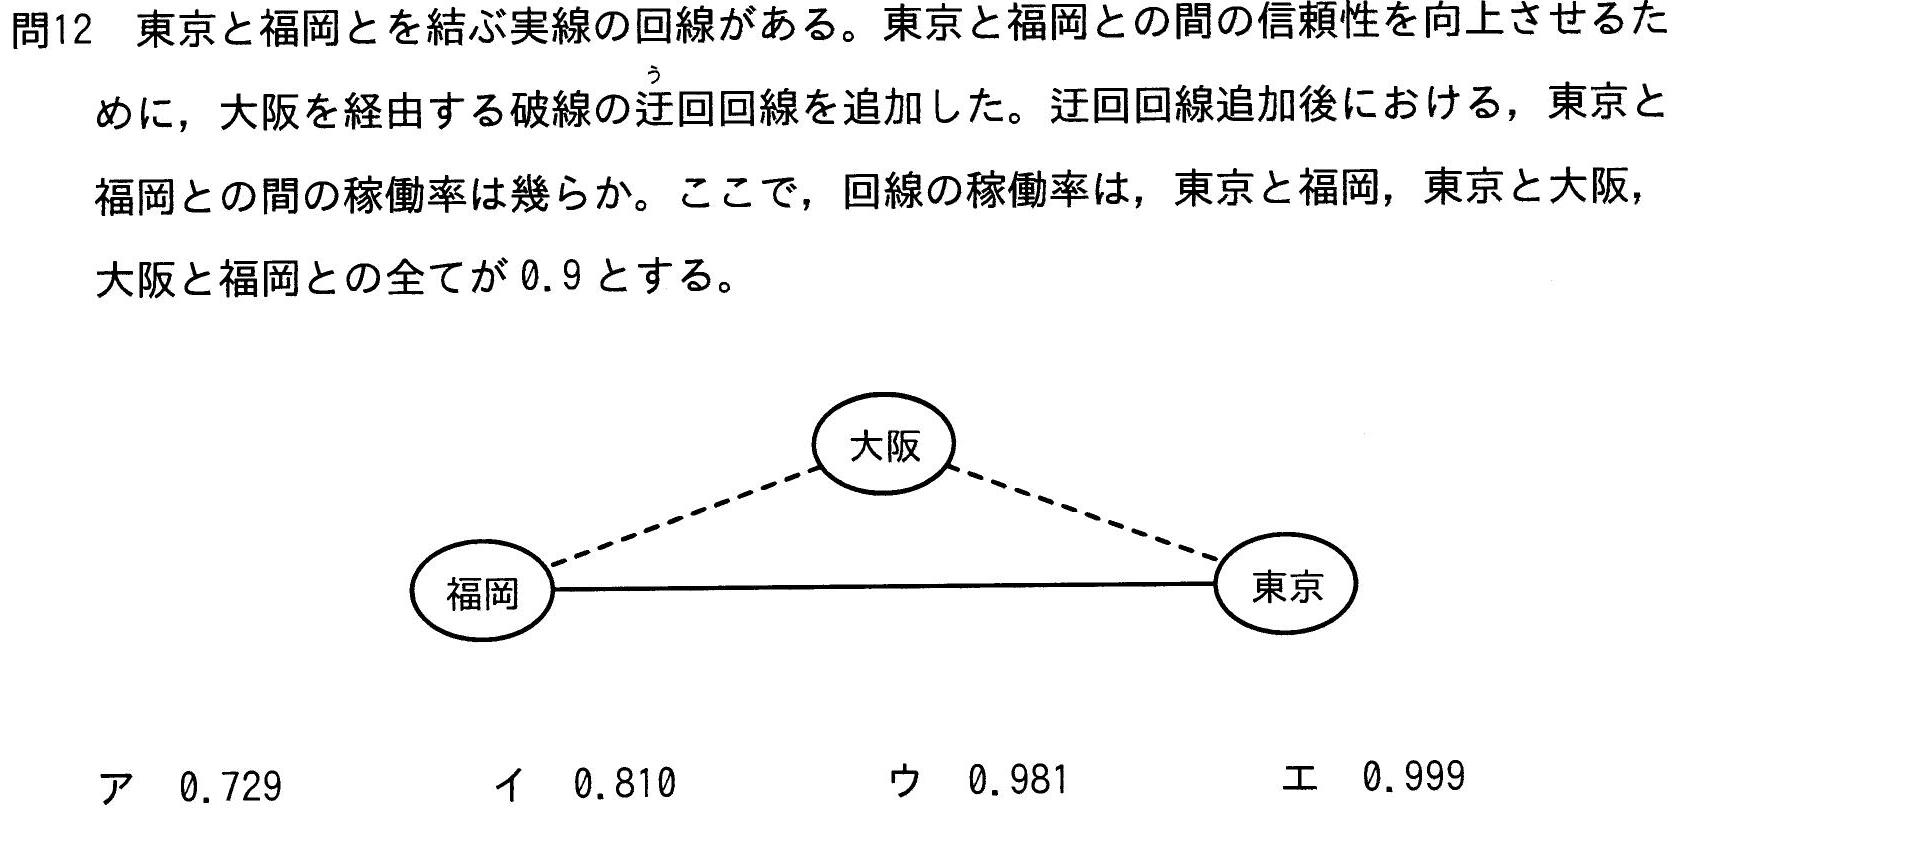 問12 東京と福岡とを結ぶ実線の回線がある。東京と福岡との間の信頼性を向上させるた
めに，大阪を経由する破線の迂回回線を追加した。迂回回線追加後における，東京と
う
福岡との間の稼働率は幾らか。ここで，回線の稼働率は，東京と福岡，東京と大阪，
大阪と福岡との全てが0.9とする。
大阪
福岡
東京
ア 0.729 イ 0.810 ウ 0.981 エ 0.999